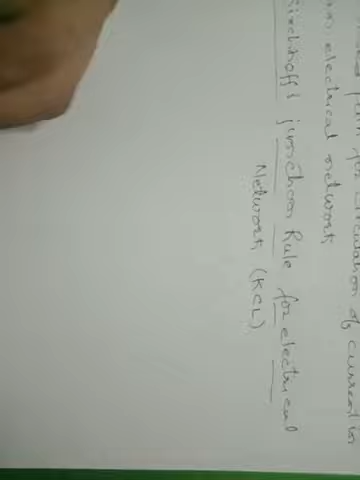 for circulation of current in
an electrical network
Kirchhoff's junction Rule for electrical
Network (KCL)